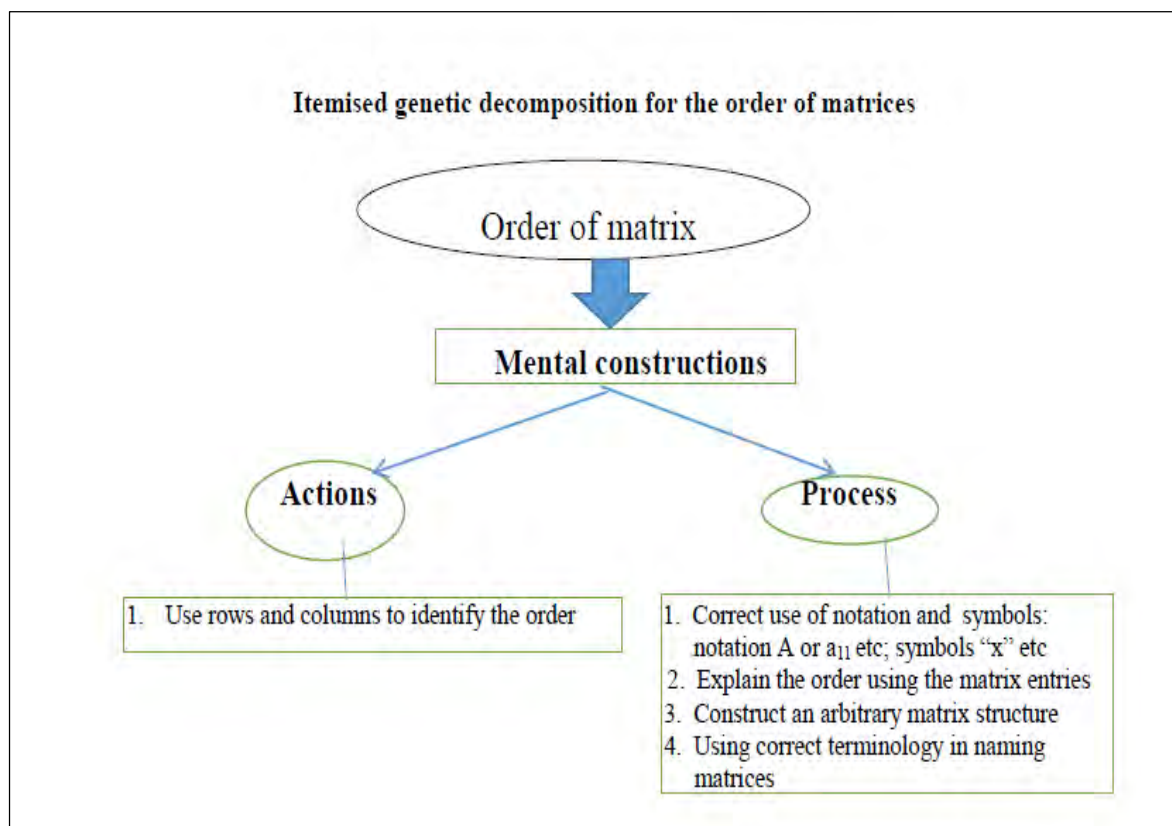 Itemised genetic decomposition for the order of matrices
Order of matrix
Mental constructions
Actions
Process
1. Use rows and columns to identify the order
1. Correct use of notation and symbols:
notation A or a₁₁ etc; symbols “x” etc
2. Explain the order using the matrix entries
3. Construct an arbitrary matrix structure
4. Using correct terminology in naming
matrices